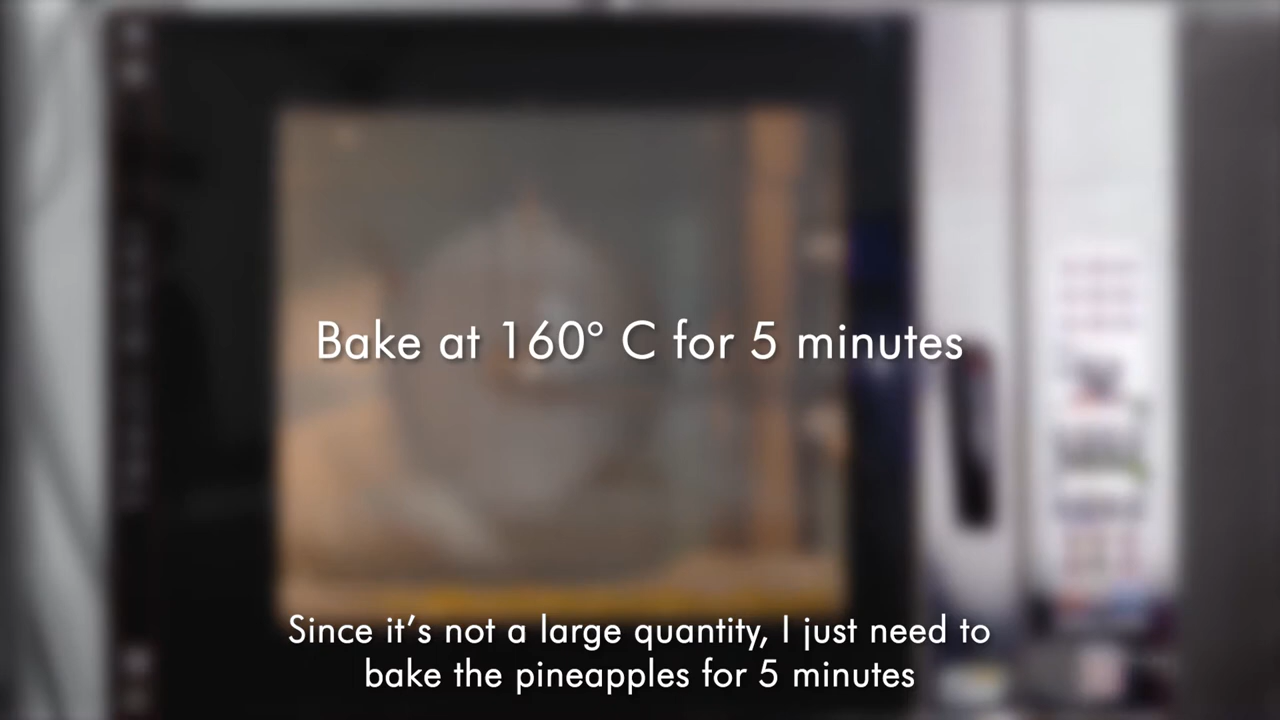 Bake at 160° C for 5 minutes
Since it's not a large quantity, I just need to
bake the pineapples for 5 minutes